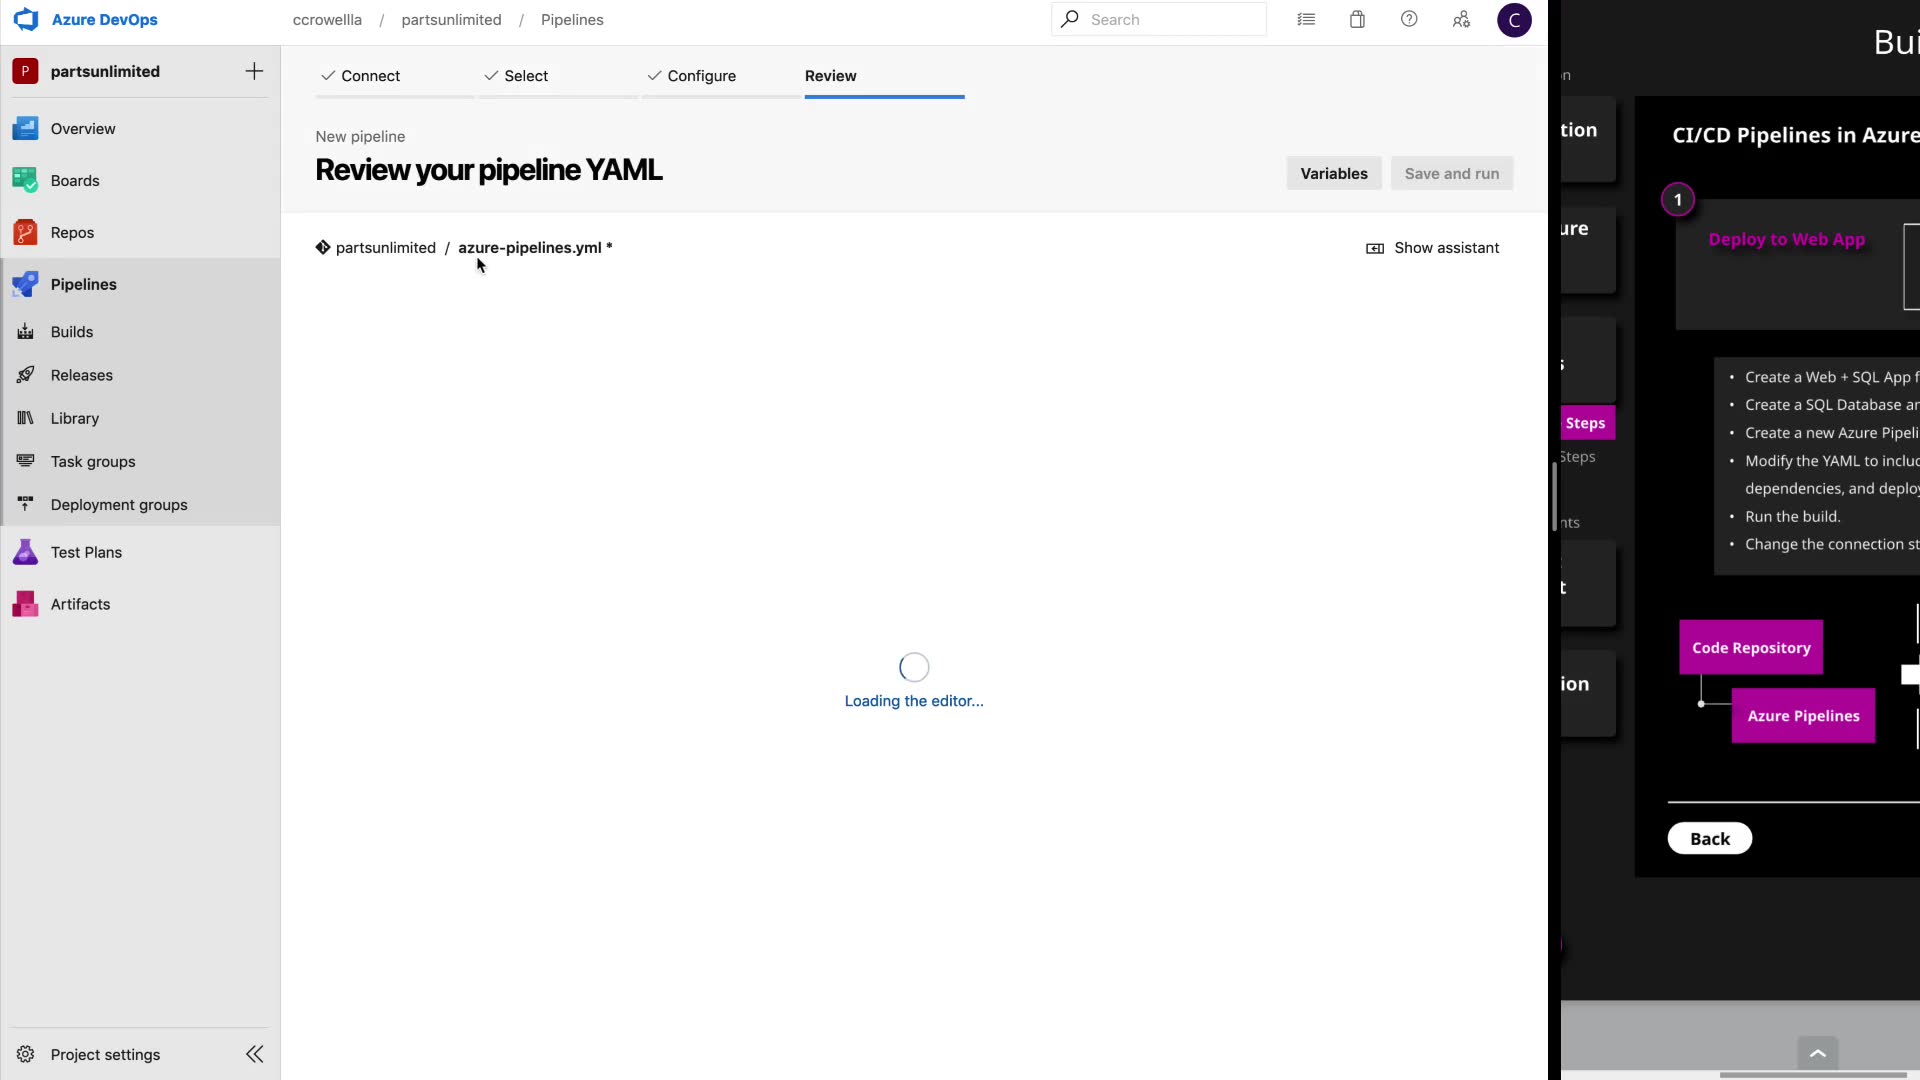 Azure DevOps
ccrowellla / partsunlimited / Pipelines
Search
C
P
partsunlimited
Overview
Boards
Repos
Pipelines
Builds
Releases
Library
Task groups
Deployment groups
Test Plans
Artifacts
Project settings
Connect
Select
Configure
Review
New pipeline
Review your pipeline YAML
Variables
Save and run
partsunlimited / azure-pipelines.yml *
Show assistant
Loading the editor...
Bui
n
tion
ure
s
Steps
Steps
nts
t
ion
CI/CD Pipelines in Azure
1
Deploy to Web App
• Create a Web + SQL App f
• Create a SQL Database an
• Create a new Azure Pipeli
• Modify the YAML to includ
dependencies, and deploy
• Run the build.
• Change the connection st
Code Repository
Azure Pipelines
Back